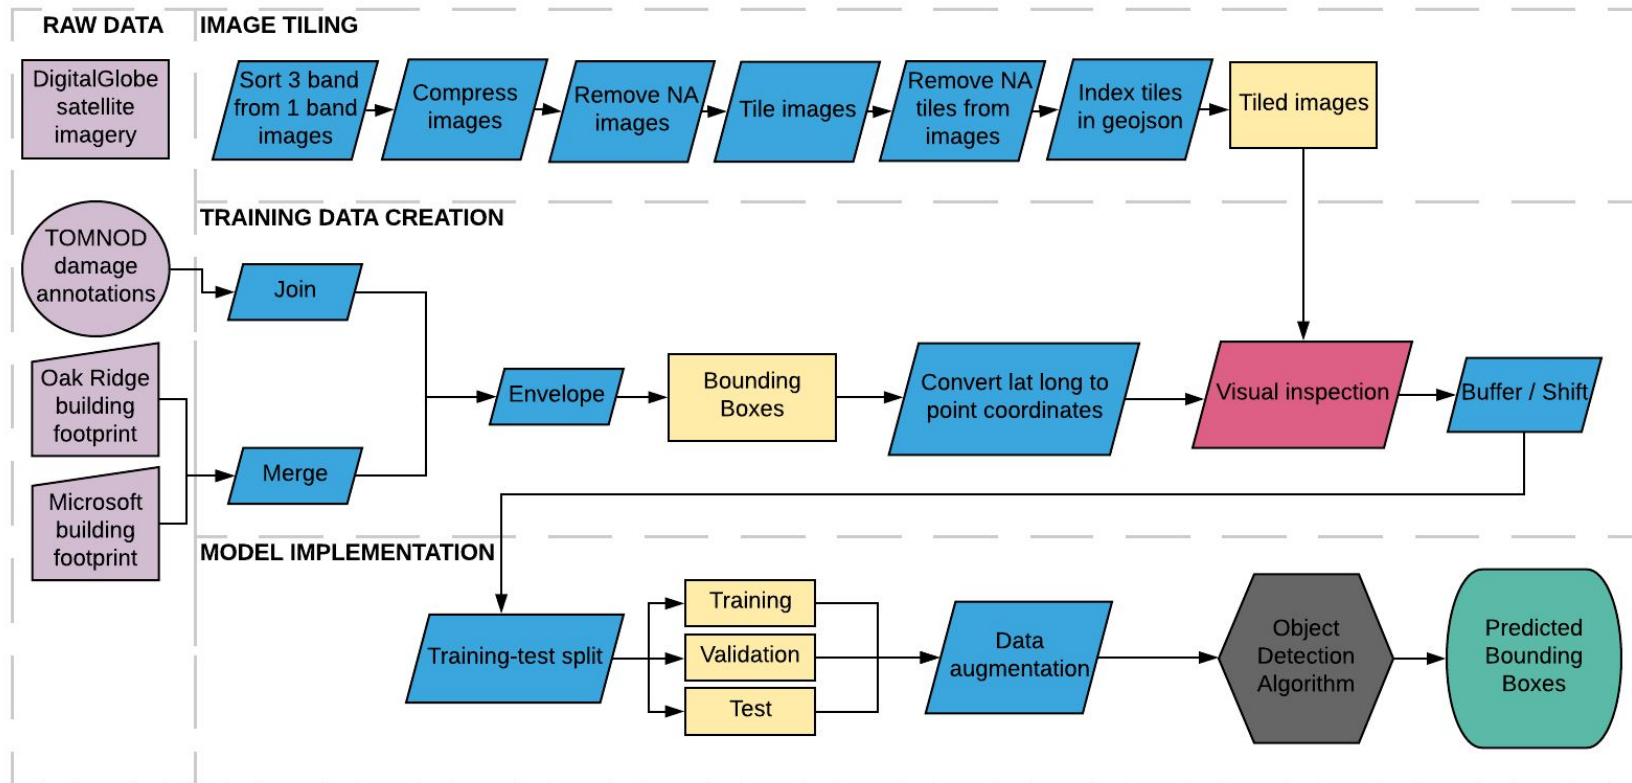 RAW DATA
IMAGE TILING
DigitalGlobe
satellite
imagery
Sort 3 band
from 1 band
images
Compress
images
Remove NA
images
Tile images
Remove NA
tiles from
images
Index tiles
in geojson
Tiled images
TRAINING DATA CREATION
TOMNOD
damage
annotations
Join
Oak Ridge
building
footprint
Microsoft
building
footprint
Merge
Envelope
Bounding
Boxes
Convert lat long to
point coordinates
Visual inspection
Buffer / Shift
MODEL IMPLEMENTATION
Training-test split
Training
Validation
Test
Data
augmentation
Object
Detection
Algorithm
Predicted
Bounding
Boxes